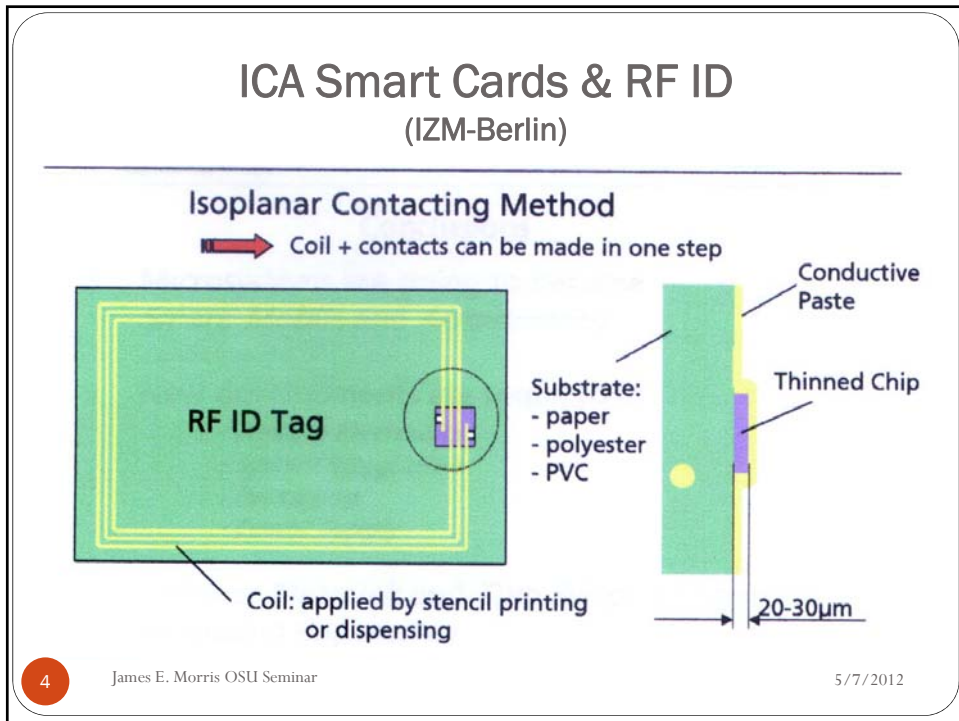 ICA Smart Cards & RF ID
(IZM-Berlin)
Isoplanar Contacting Method
Coil + contacts can be made in one step
Conductive
Paste
Thinned Chip
Substrate:
- paper
- polyester
- PVC
RF ID Tag
Coil: applied by stencil printing
or dispensing
20-30µm
4
James E. Morris OSU Seminar
5/7/2012